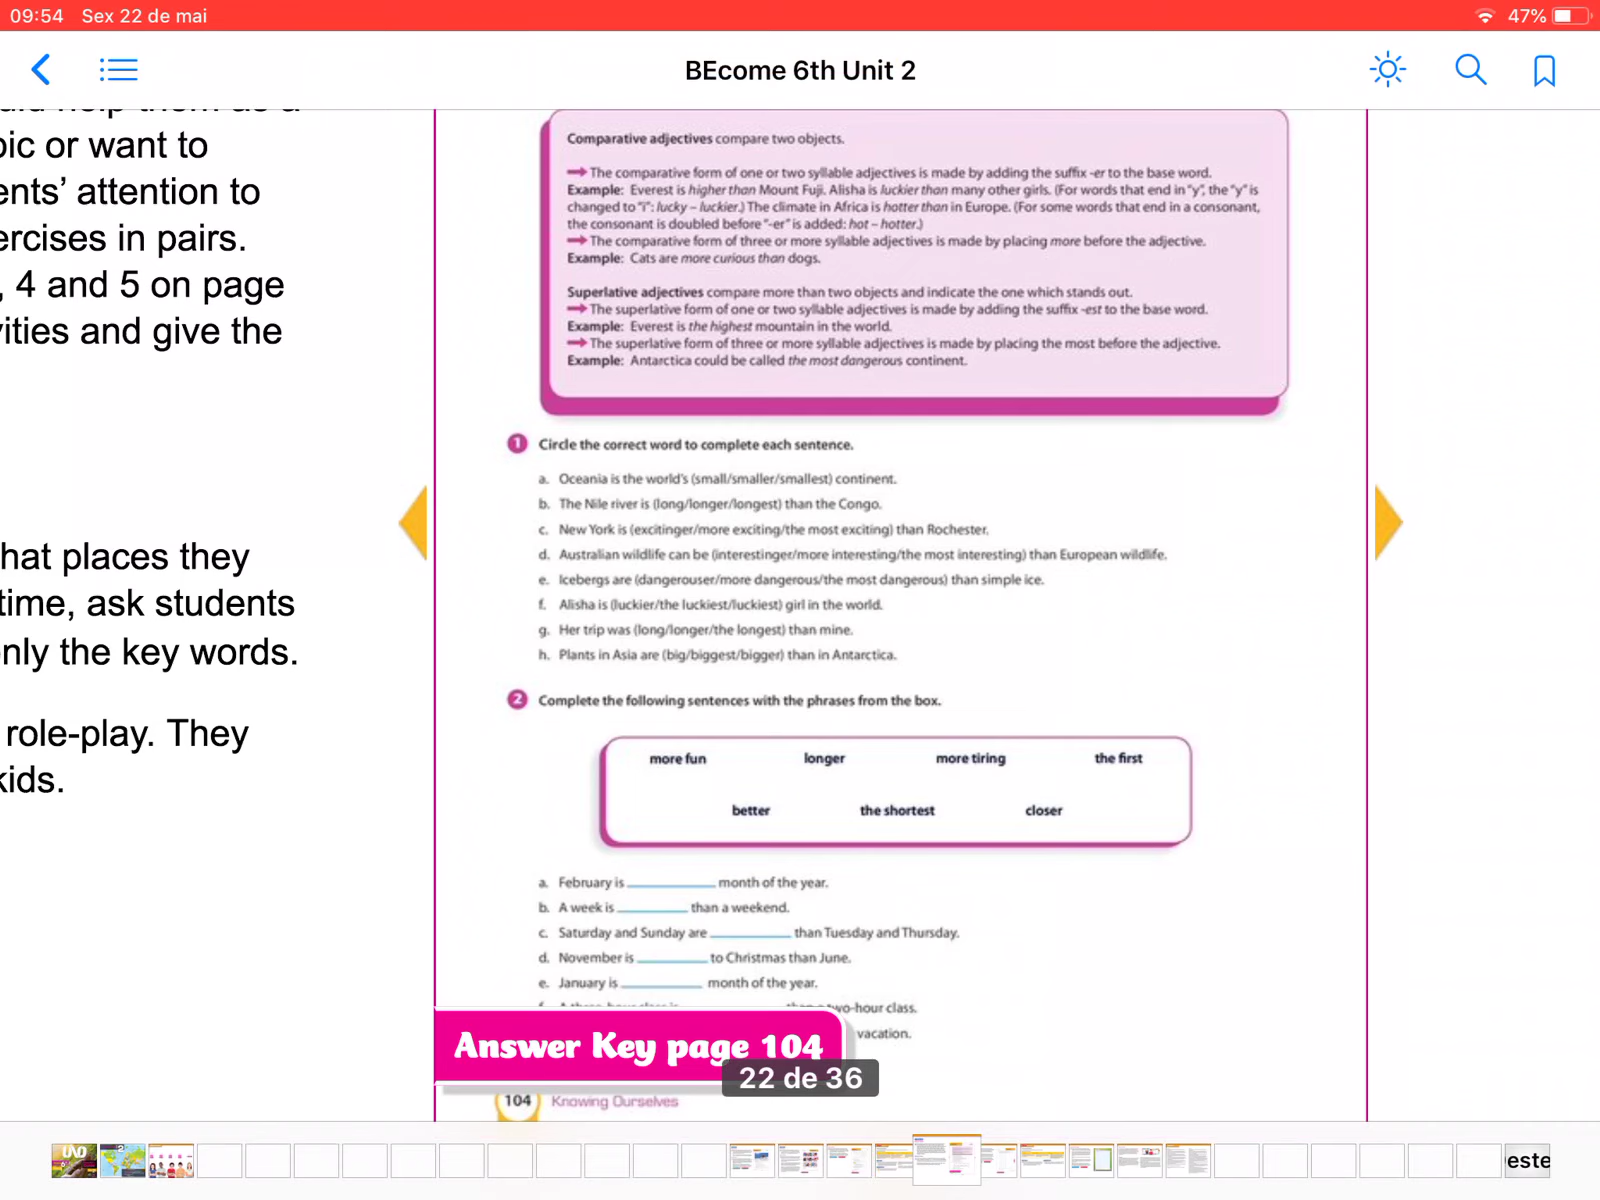 09:54 Sex 22 de mai
47%
BEcome 6th Unit 2
could help them as a
pic or want to
ents’ attention to
ercises in pairs.
, 4 and 5 on page
vities and give the
hat places they
time, ask students
nly the key words.
role-play. They
kids.
Comparative adjectives compare two objects.
The comparative form of one or two syllable adjectives is made by adding the suffix -er to the base word.
Example: Everest is higher than Mount Fuji. Alisha is luckier than many other girls. (For words that end in "y", the "y" is
changed to "i": lucky – luckier.) The climate in Africa is hotter than in Europe. (For some words that end in a consonant,
the consonant is doubled before "-er" is added: hot – hotter.)
The comparative form of three or more syllable adjectives is made by placing more before the adjective.
Example: Cats are more curious than dogs.
Superlative adjectives compare more than two objects and indicate the one which stands out.
The superlative form of one or two syllable adjectives is made by adding the suffix -est to the base word.
Example: Everest is the highest mountain in the world.
The superlative form of three or more syllable adjectives is made by placing the most before the adjective.
Example: Antarctica could be called the most dangerous continent.
1 Circle the correct word to complete each sentence.
a. Oceania is the world's (small/smaller/smallest) continent.
b. The Nile river is (long/longer/longest) than the Congo.
c. New York is (excitinger/more exciting/the most exciting) than Rochester.
d. Australian wildlife can be (interestinger/more interesting/the most interesting) than European wildlife.
e. Icebergs are (dangerouser/more dangerous/the most dangerous) than simple ice.
f. Alisha is (luckier/the luckiest/luckiest) girl in the world.
g. Her trip was (long/longer/the longest) than mine.
h. Plants in Asia are (big/biggest/bigger) than in Antarctica.
2 Complete the following sentences with the phrases from the box.
more fun longer more tiring the first
better the shortest closer
a. February is ____ month of the year.
b. A week is ____ than a weekend.
c. Saturday and Sunday are ____ than Tuesday and Thursday.
d. November is ____ to Christmas than June.
e. January is ____ month of the year.
f. A three-hour class is ____ than a two-hour class.
vacation.
Answer Key page 104
22 de 36
104 Knowing Ourselves
UNO
este